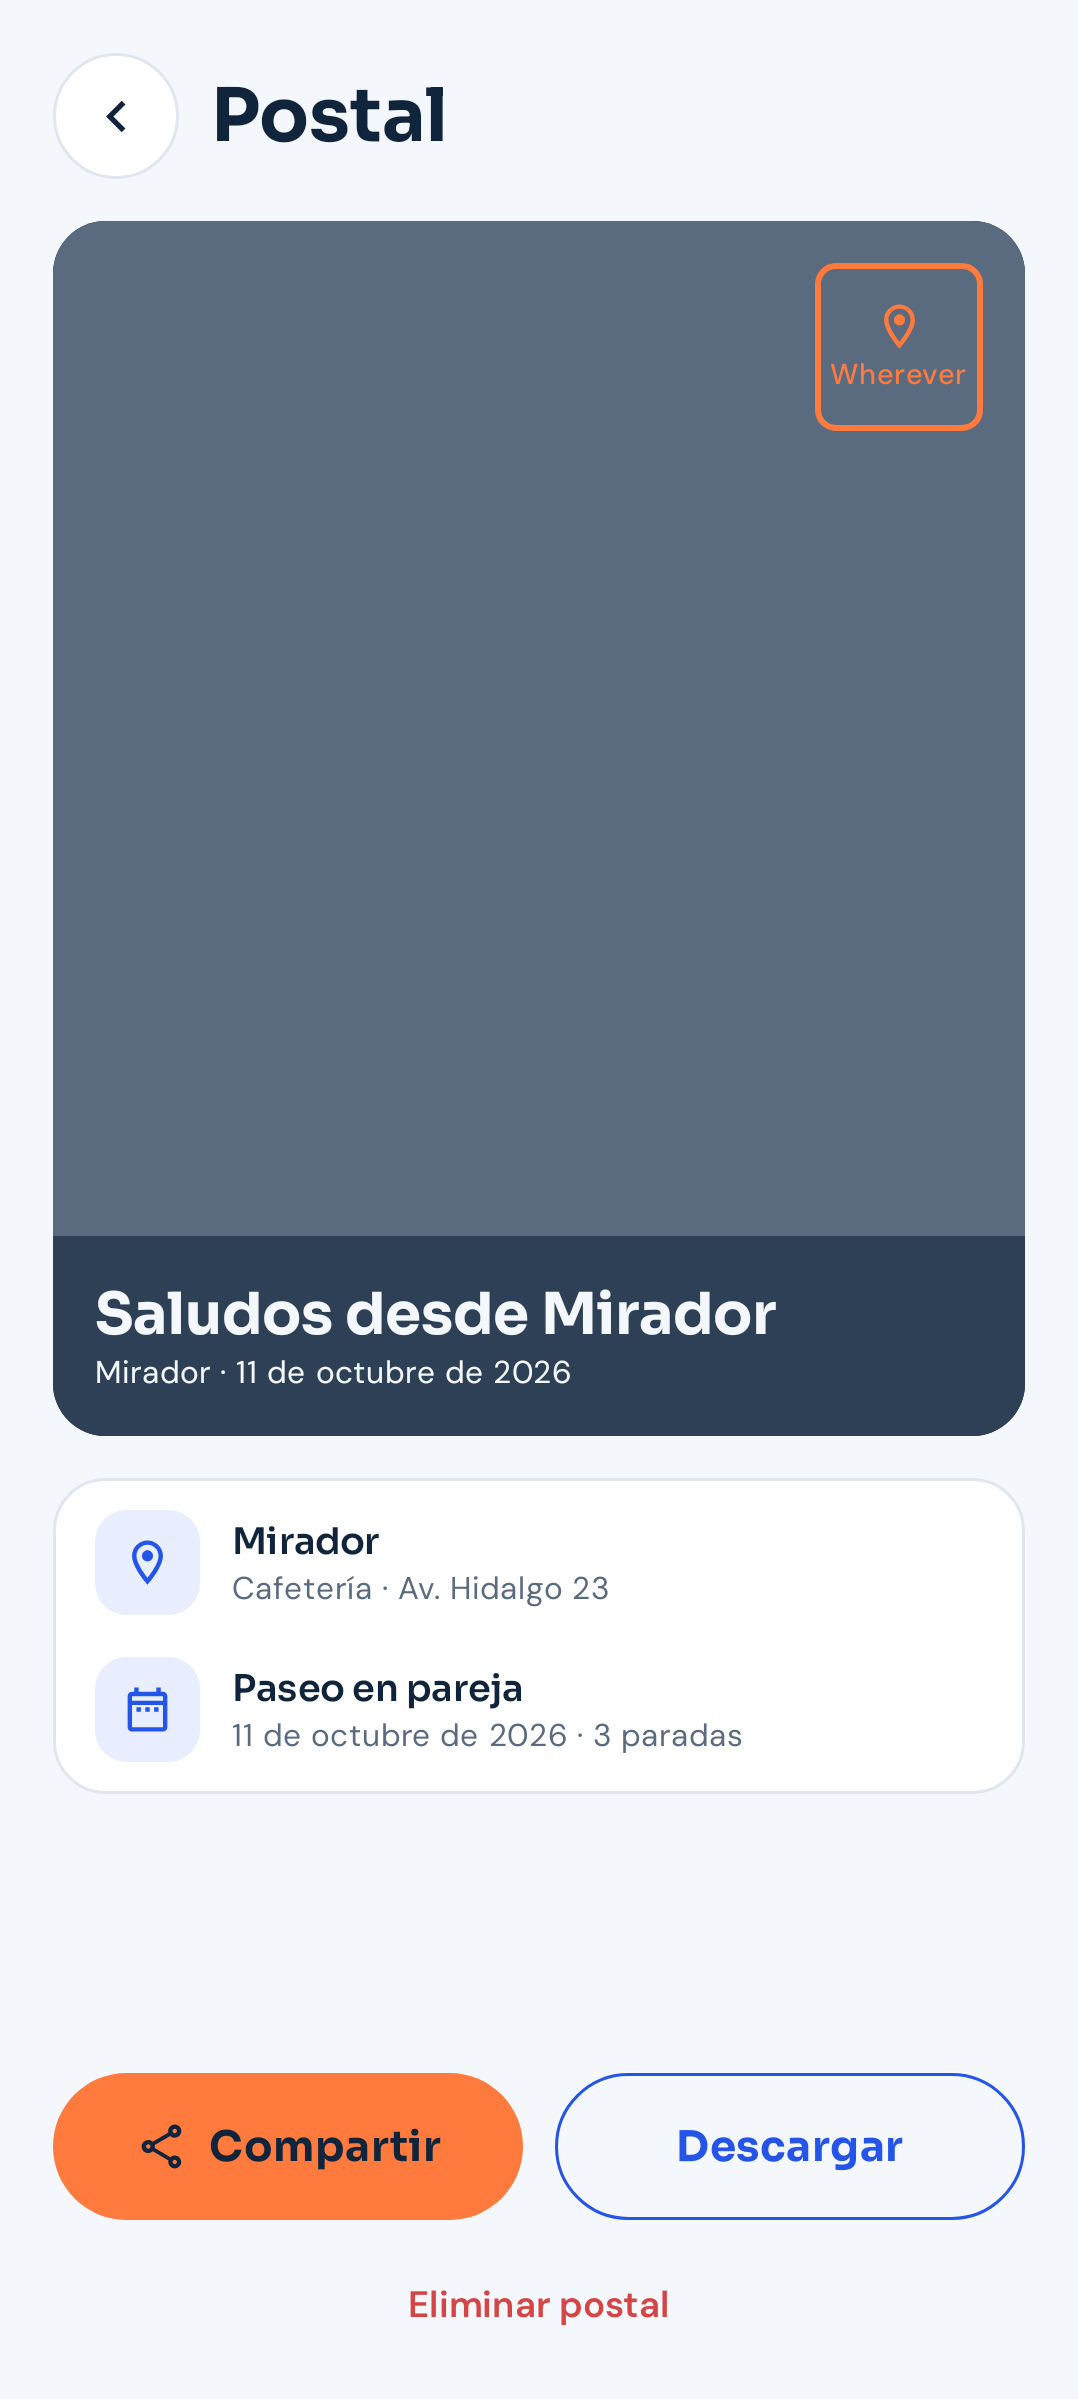 Postal
Wherever
Saludos desde Mirador
Mirador · 11 de octubre de 2026
Mirador
Cafetería · Av. Hidalgo 23
Paseo en pareja
11 de octubre de 2026 · 3 paradas
Compartir
Descargar
Eliminar postal